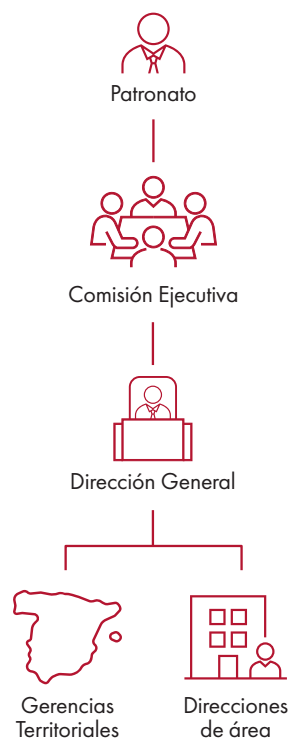 Patronato
Comisión Ejecutiva
Dirección General
Gerencias
Territoriales
Direcciones
de área